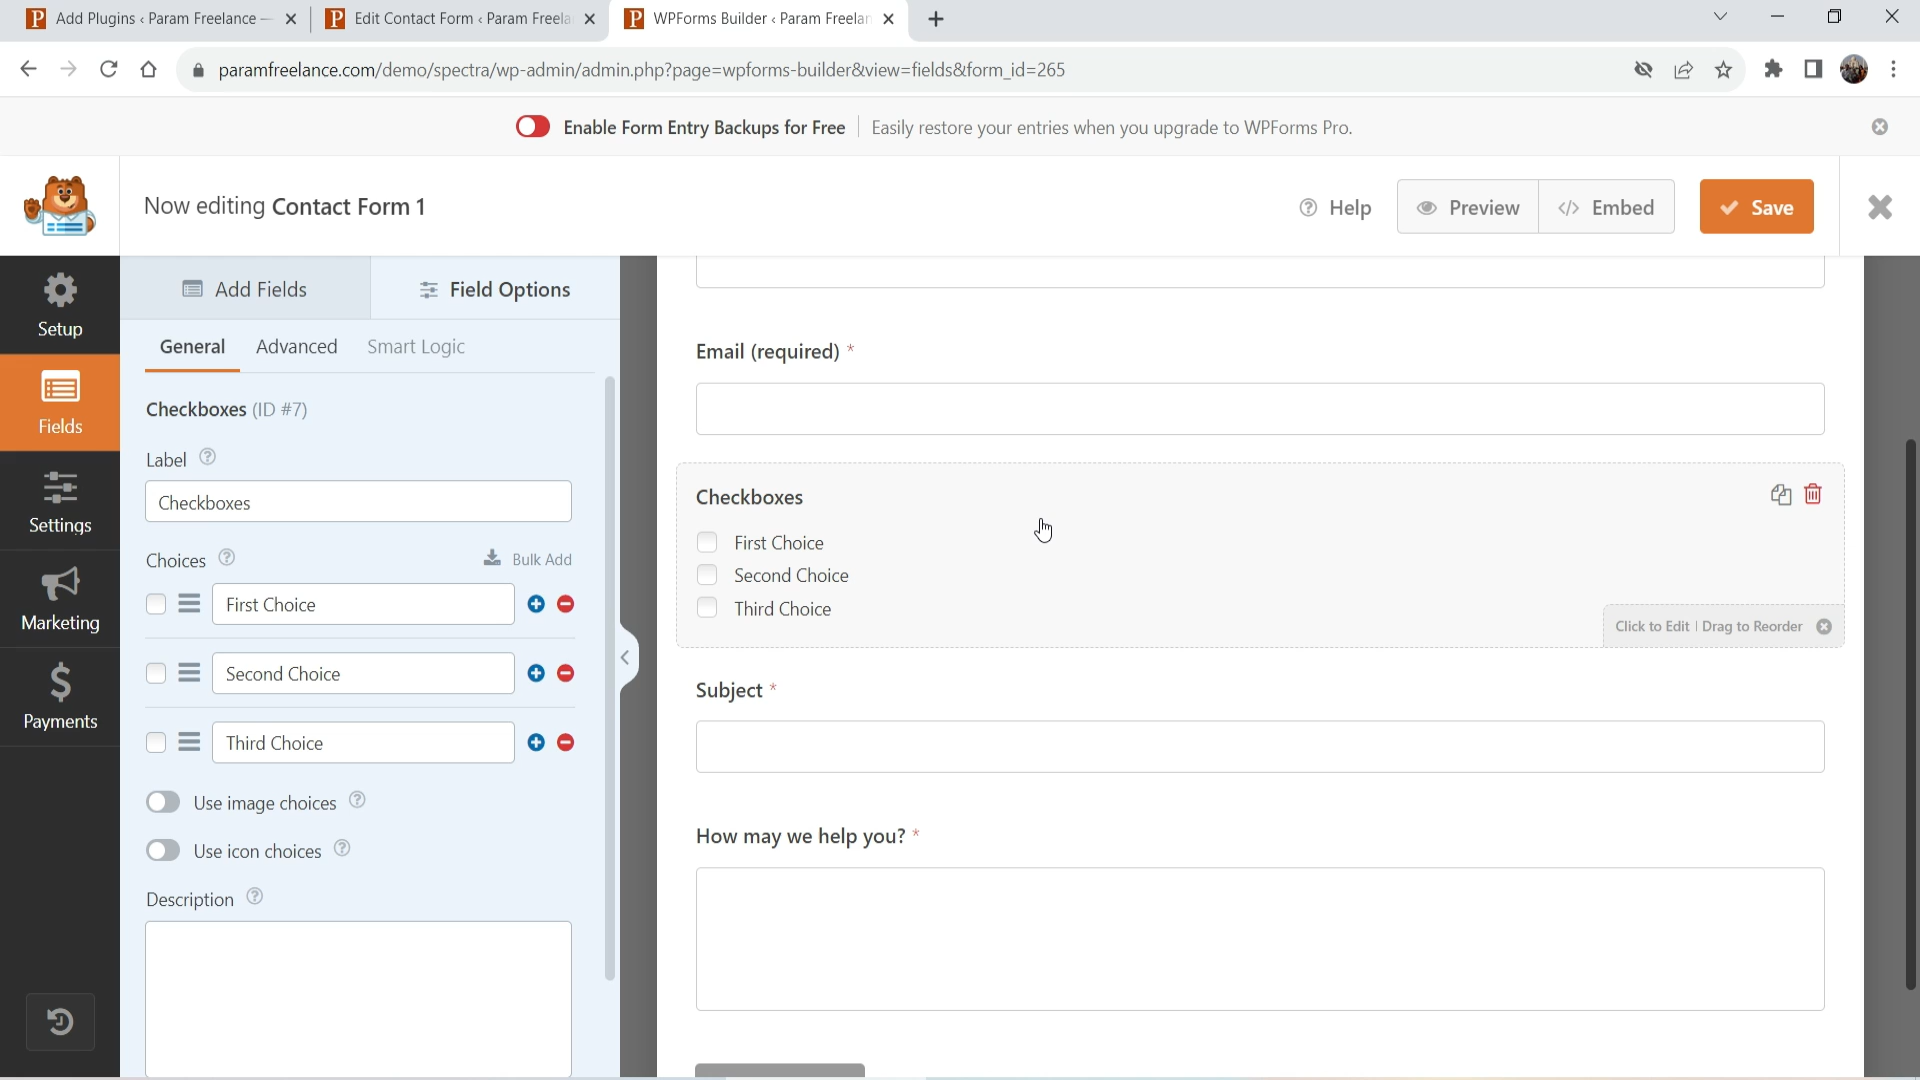 Add Plugins ‹ Param Freelance —
Edit Contact Form ‹ Param Freela
WPForms Builder ‹ Param Freelan
paramfreelance.com/demo/spectra/wp-admin/admin.php?page=wpforms-builder&view=fields&form_id=265
Enable Form Entry Backups for Free | Easily restore your entries when you upgrade to WPForms Pro.
Now editing Contact Form 1
Help
Preview
Embed
Save
Setup
Fields
Settings
Marketing
Payments
Add Fields
Field Options
General
Advanced
Smart Logic
Checkboxes (ID #7)
Label
Checkboxes
Choices
Bulk Add
First Choice
Second Choice
Third Choice
Use image choices
Use icon choices
Description
Email (required) *
Checkboxes
First Choice
Second Choice
Third Choice
Click to Edit | Drag to Reorder
Subject *
How may we help you? *